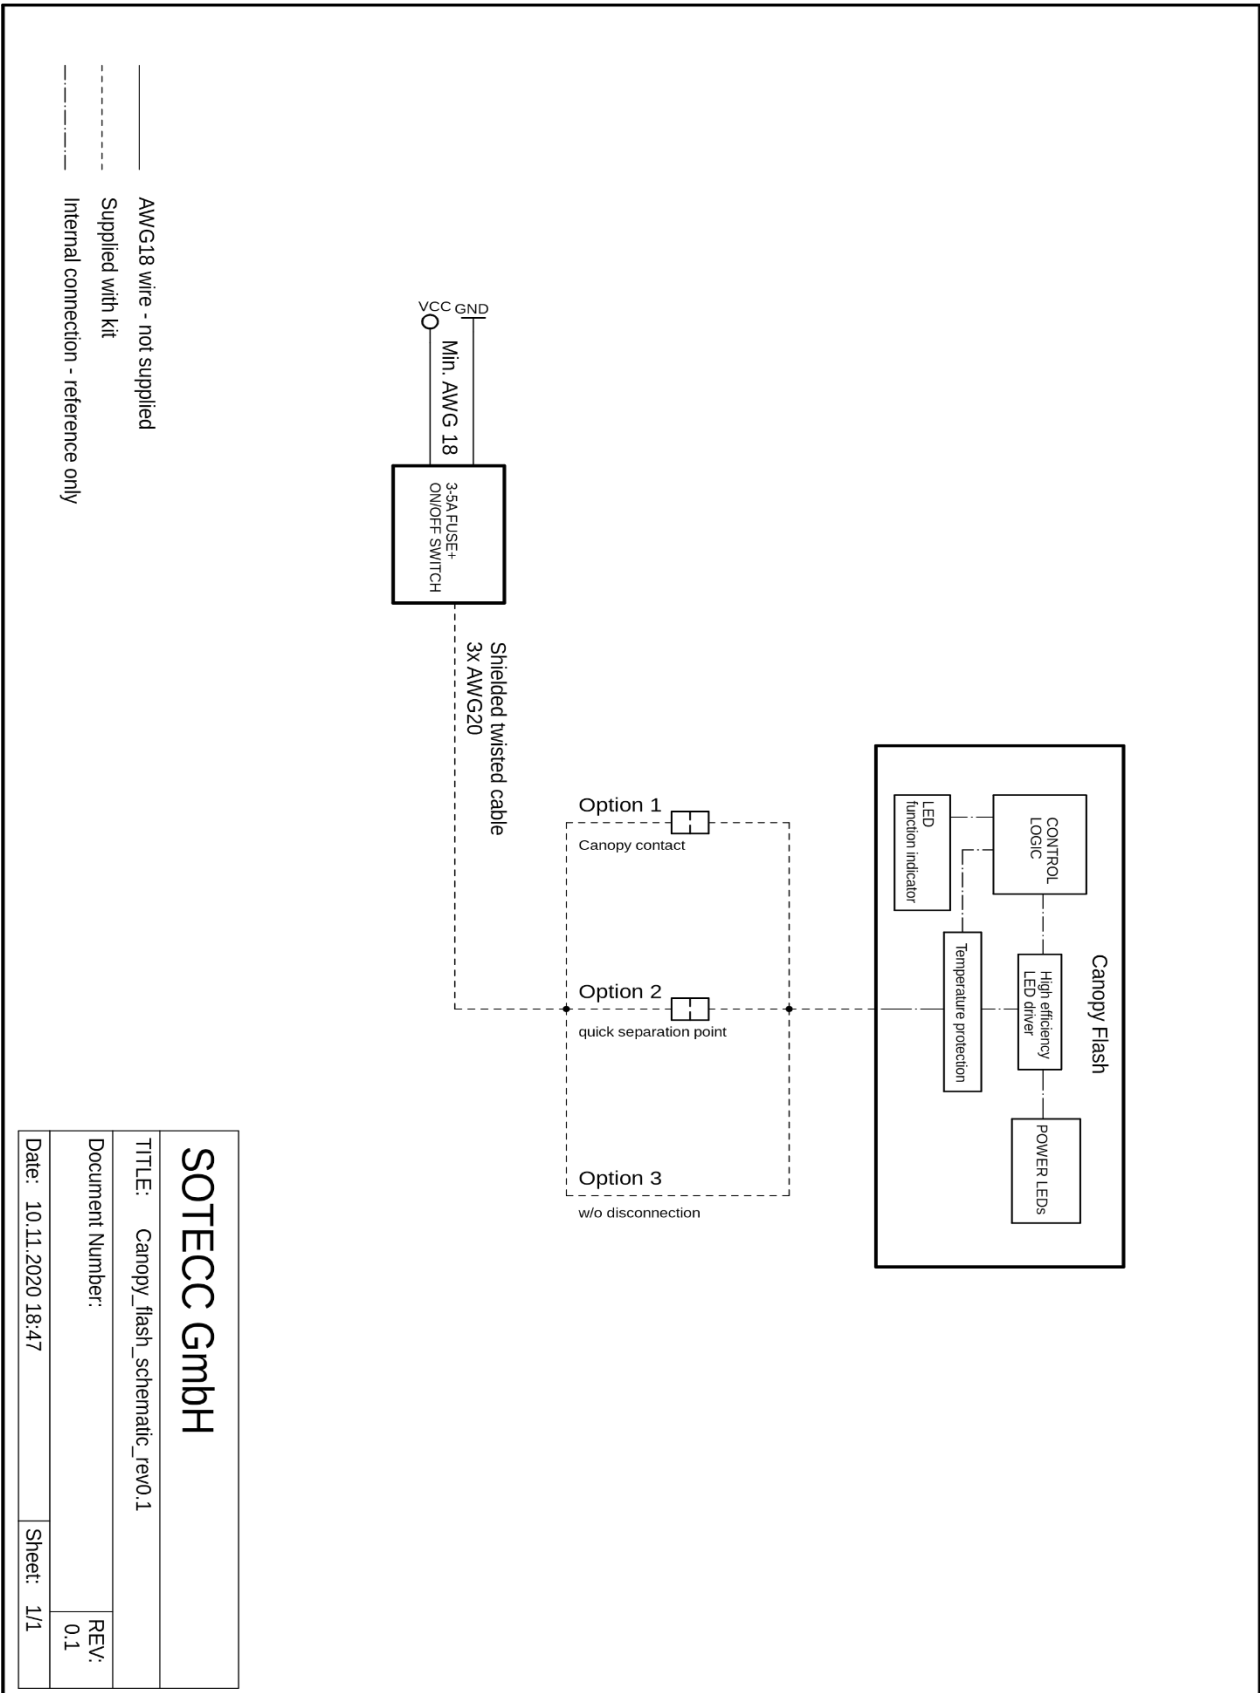 Canopy Flash
CONTROL
LOGIC
LED
function indicator
High efficiency
LED driver
Temperature protection
POWER LEDs
Option 1
Canopy contact
Option 2
quick separation point
Option 3
w/o disconnection
Shielded twisted cable
3x AWG20
VCC GND
Min. AWG 18
3-5A FUSE+
ON/OFF SWITCH
AWG18 wire - not supplied
Supplied with kit
Internal connection - reference only
SOTECC GmbH
TITLE: Canopy_flash_schematic_rev0.1
Document Number:
REV:
0.1
Date: 10.11.2020 18:47
Sheet: 1/1